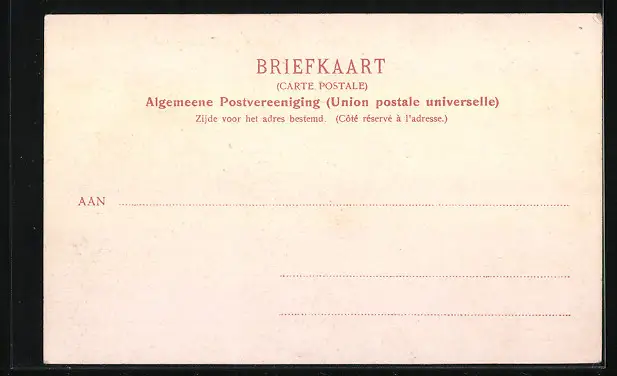 BRIEFKAART
(CARTE POSTALE)
Algemeene Postvereeniging (Union postale universelle)
Zijde voor het adres bestemd. (Côté réservé à l'adresse.)
AAN